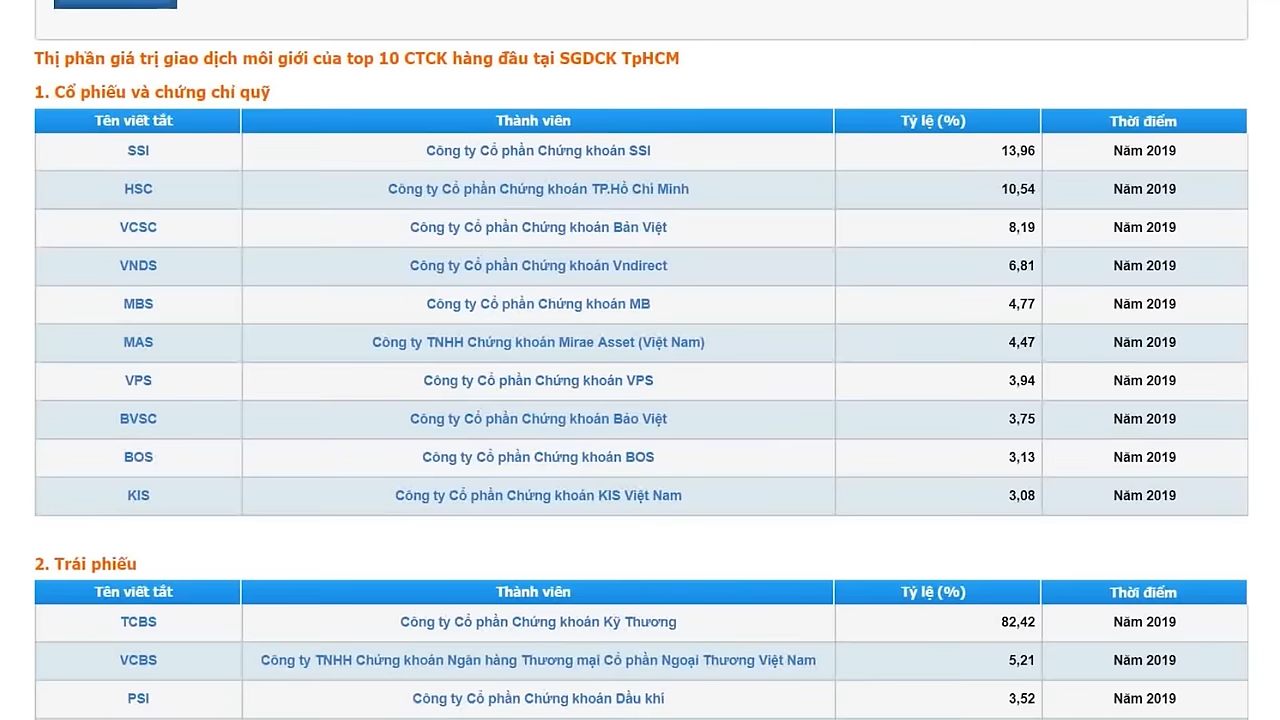 Thị phần giá trị giao dịch môi giới của top 10 CTCK hàng đầu tại SGDCK TpHCM
1. Cổ phiếu và chứng chỉ quỹ
Tên viết tắt Thành viên Tỷ lệ (%) Thời điểm
SSI Công ty Cổ phần Chứng khoán SSI 13,96 Năm 2019
HSC Công ty Cổ phần Chứng khoán TP.Hồ Chí Minh 10,54 Năm 2019
VCSC Công ty Cổ phần Chứng khoán Bản Việt 8,19 Năm 2019
VNDS Công ty Cổ phần Chứng khoán Vndirect 6,81 Năm 2019
MBS Công ty Cổ phần Chứng khoán MB 4,77 Năm 2019
MAS Công ty TNHH Chứng khoán Mirae Asset (Việt Nam) 4,47 Năm 2019
VPS Công ty Cổ phần Chứng khoán VPS 3,94 Năm 2019
BVSC Công ty Cổ phần Chứng khoán Bảo Việt 3,75 Năm 2019
BOS Công ty Cổ phần Chứng khoán BOS 3,13 Năm 2019
KIS Công ty Cổ phần Chứng khoán KIS Việt Nam 3,08 Năm 2019
2. Trái phiếu
Tên viết tắt Thành viên Tỷ lệ (%) Thời điểm
TCBS Công ty Cổ phần Chứng khoán Kỹ Thương 82,42 Năm 2019
VCBS Công ty TNHH Chứng khoán Ngân hàng Thương mại Cổ phần Ngoại Thương Việt Nam 5,21 Năm 2019
PSI Công ty Cổ phần Chứng khoán Dầu khí 3,52 Năm 2019